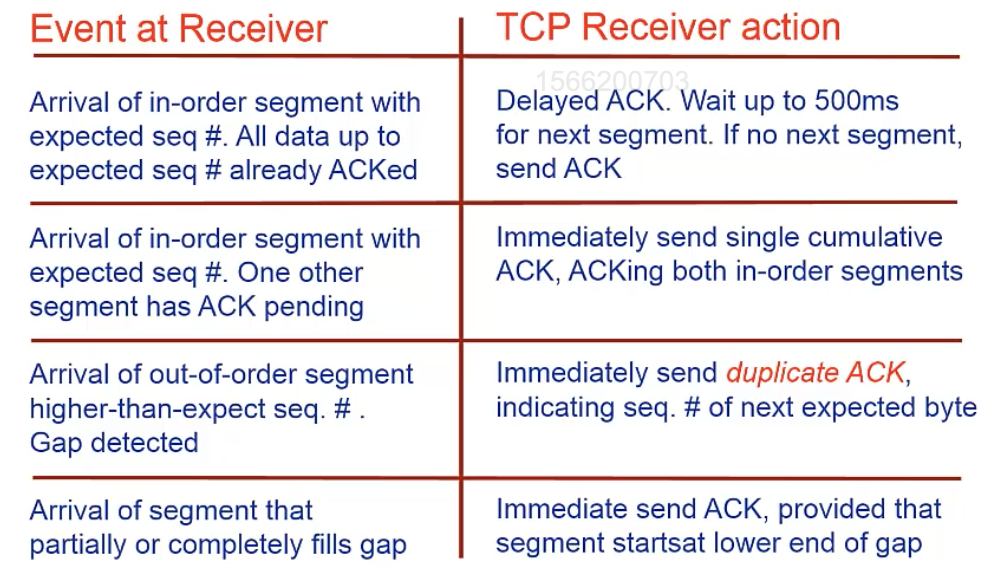 Event at Receiver
TCP Receiver action
1566200703
Arrival of in-order segment with
expected seq #. All data up to
expected seq # already ACKed
Delayed ACK. Wait up to 500ms
for next segment. If no next segment,
send ACK
Arrival of in-order segment with
expected seq #. One other
segment has ACK pending
Immediately send single cumulative
ACK, ACKing both in-order segments
Arrival of out-of-order segment
higher-than-expect seq. # .
Gap detected
Immediately send duplicate ACK,
indicating seq. # of next expected byte
Arrival of segment that
partially or completely fills gap
Immediate send ACK, provided that
segment startsat lower end of gap